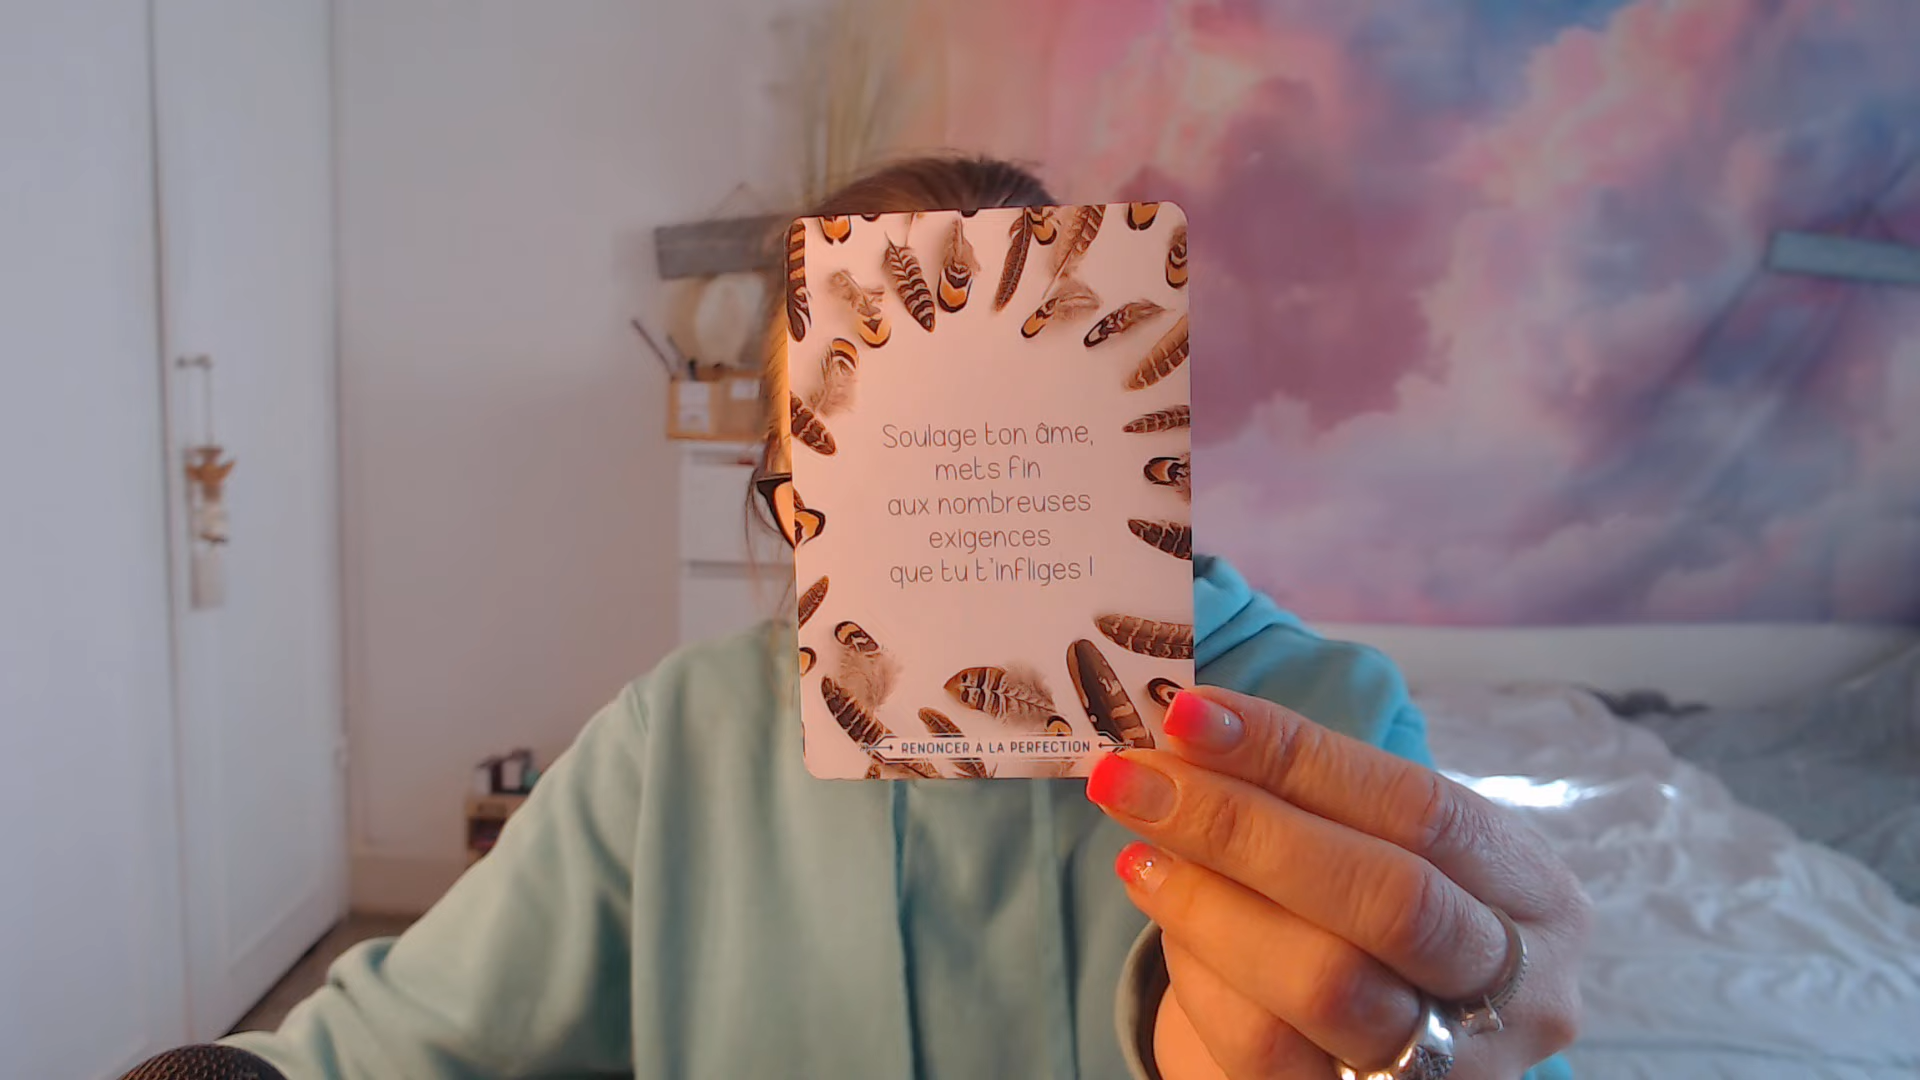 Soulage ton âme,
mets fin
aux nombreuses
exigences
que tu t'infliges !
RENONCER À LA PERFECTION